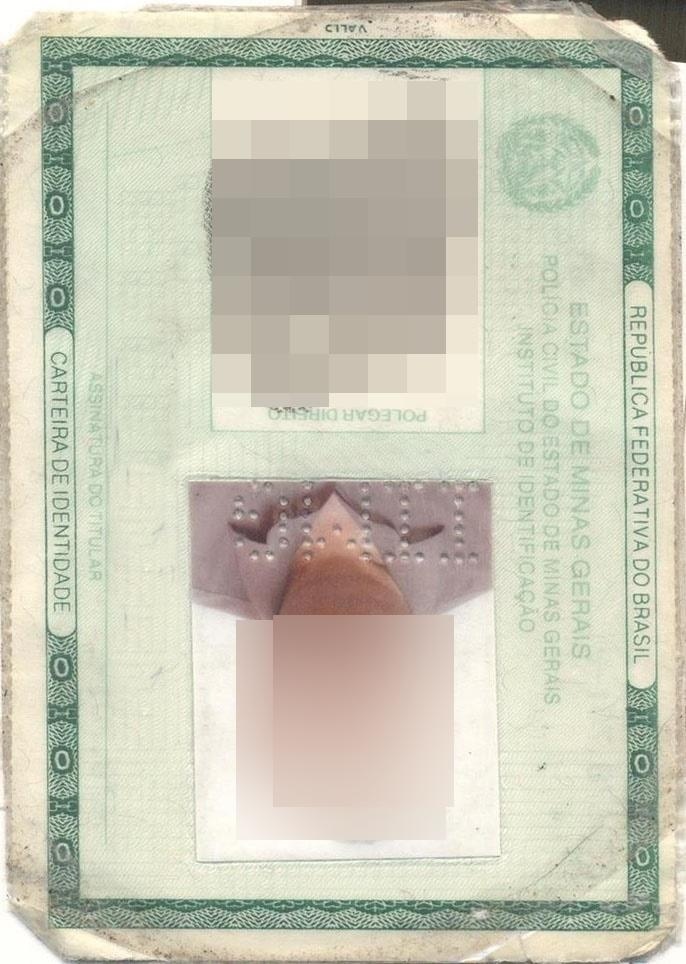 REPÚBLICA FEDERATIVA DO BRASIL
ESTADO DE MINAS GERAIS
POLÍCIA CIVIL DO ESTADO DE MINAS GERAIS
INSTITUTO DE IDENTIFICAÇÃO
POLEGAR DIREITO
ASSINATURA DO TITULAR
CARTEIRA DE IDENTIDADE